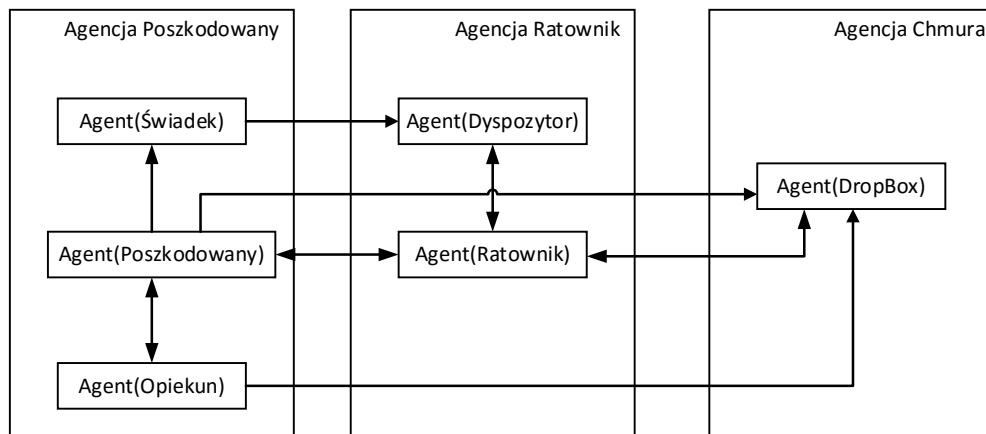 Agencja Poszkodowany
Agencja Ratownik
Agencja Chmura
Agent(Świadek)
Agent(Dyspozytor)
Agent(DropBox)
Agent(Poszkodowany)
Agent(Ratownik)
Agent(Opiekun)